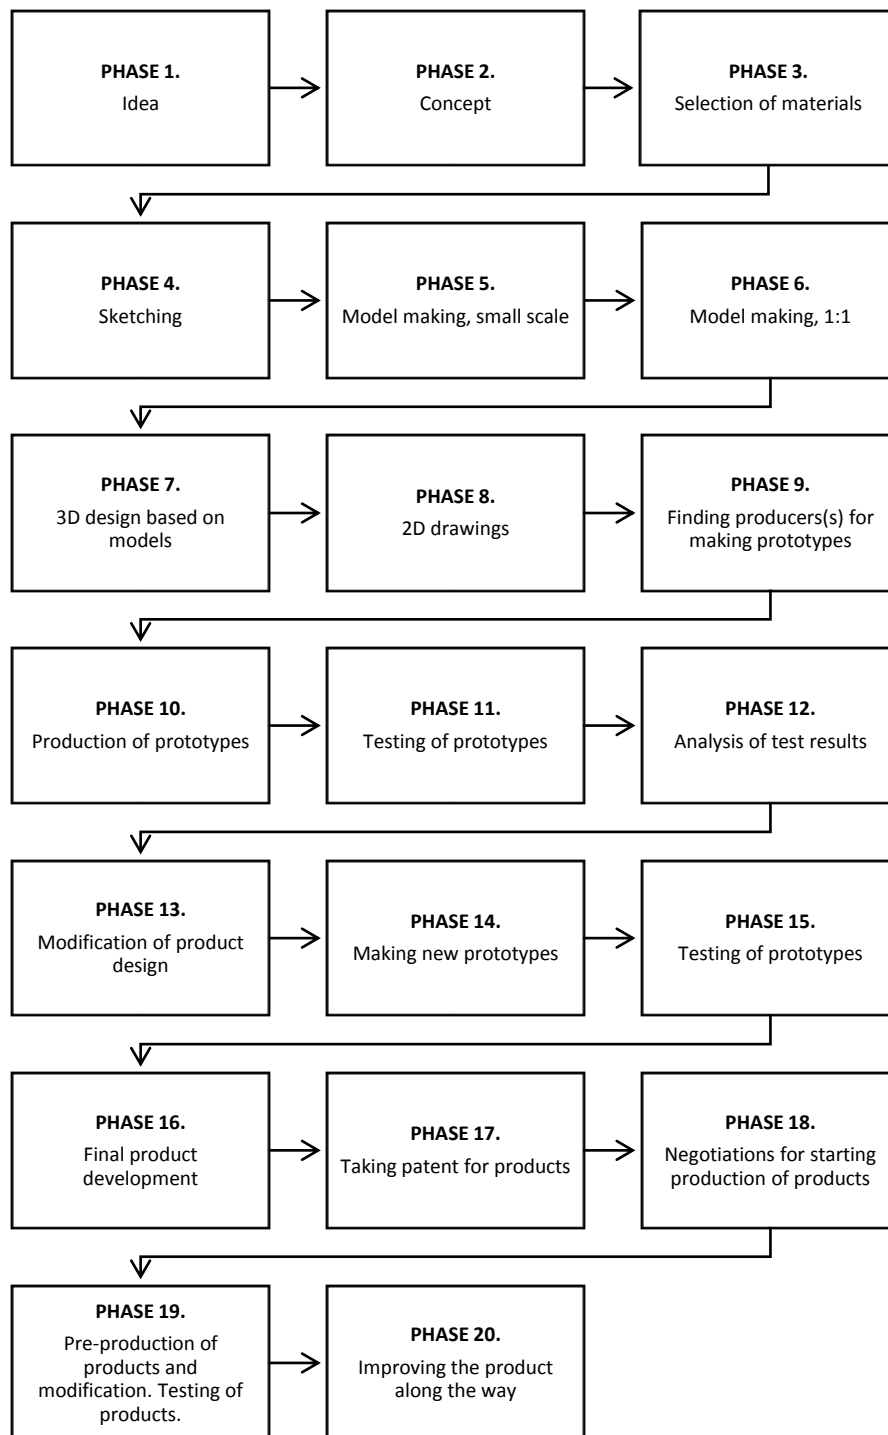 PHASE 1.
Idea
PHASE 2.
Concept
PHASE 3.
Selection of materials
PHASE 4.
Sketching
PHASE 5.
Model making, small scale
PHASE 6.
Model making, 1:1
PHASE 7.
3D design based on
models
PHASE 8.
2D drawings
PHASE 9.
Finding producers(s) for
making prototypes
PHASE 10.
Production of prototypes
PHASE 11.
Testing of prototypes
PHASE 12.
Analysis of test results
PHASE 13.
Modification of product
design
PHASE 14.
Making new prototypes
PHASE 15.
Testing of prototypes
PHASE 16.
Final product
development
PHASE 17.
Taking patent for products
PHASE 18.
Negotiations for starting
production of products
PHASE 19.
Pre-production of
products and
modification. Testing of
products.
PHASE 20.
Improving the product
along the way